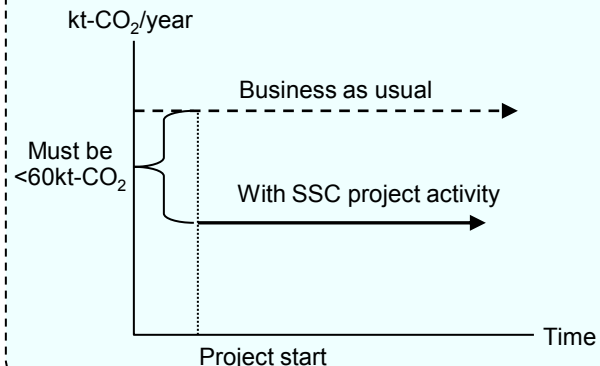 kt-CO₂/year
Business as usual
Must be
<60kt-CO₂
With SSC project activity
Time
Project start